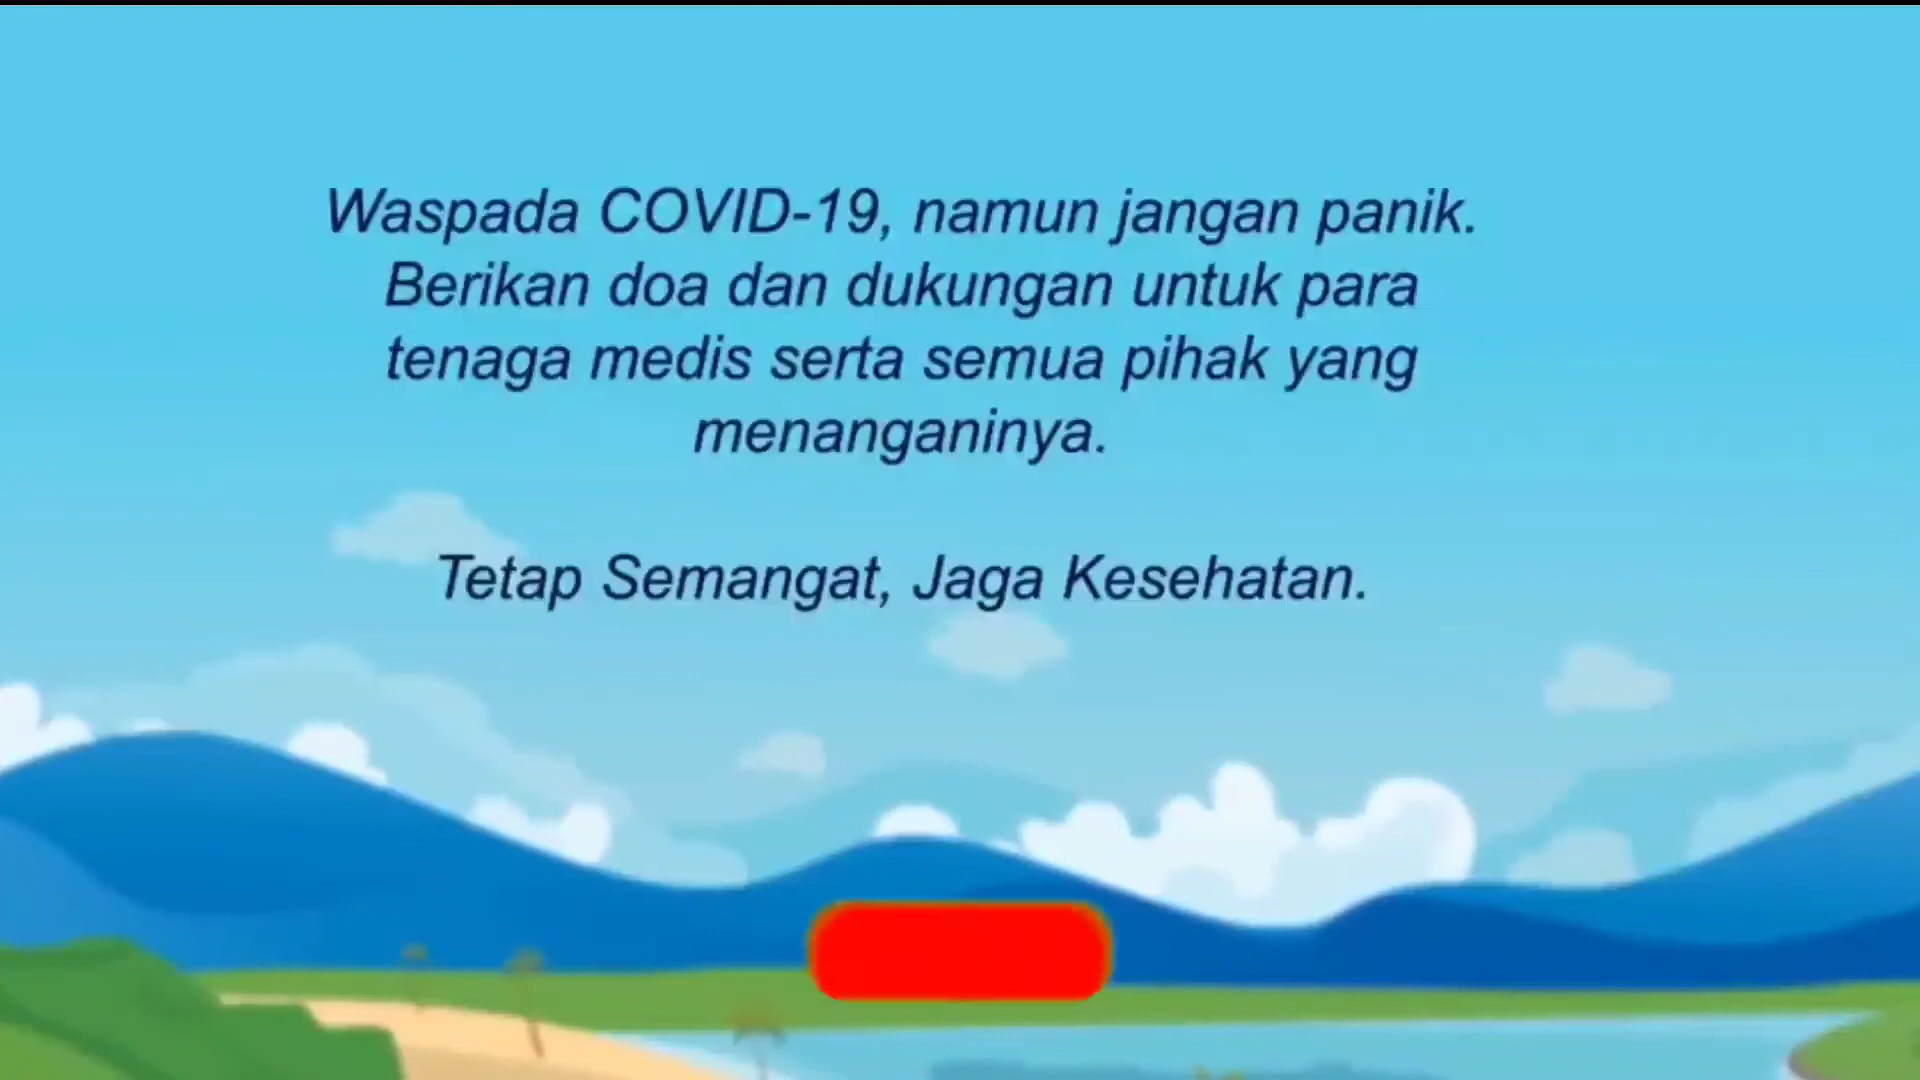 Waspada COVID-19, namun jangan panik.
Berikan doa dan dukungan untuk para
tenaga medis serta semua pihak yang
menanganinya.
Tetap Semangat, Jaga Kesehatan.